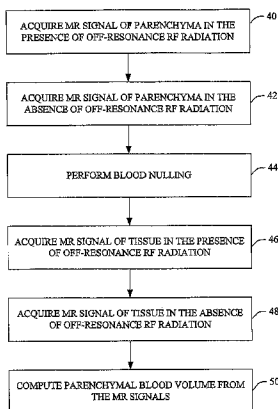 ACQUIRE MR SIGNAL OF PARENCHYMA IN THE
PRESENCE OF OFF-RESONANCE RF RADIATION
40
ACQUIRE MR SIGNAL OF PARENCHYMA IN THE
ABSENCE OF OFF-RESONANCE RF RADIATION
42
PERFORM BLOOD NULLING
44
ACQUIRE MR SIGNAL OF TISSUE IN THE PRESENCE
OF OFF-RESONANCE RF RADIATION
46
ACQUIRE MR SIGNAL OF TISSUE IN THE ABSENCE
OF OFF-RESONANCE RF RADIATION
48
COMPUTE PARENCHYMAL BLOOD VOLUME FROM
THE MR SIGNALS
50